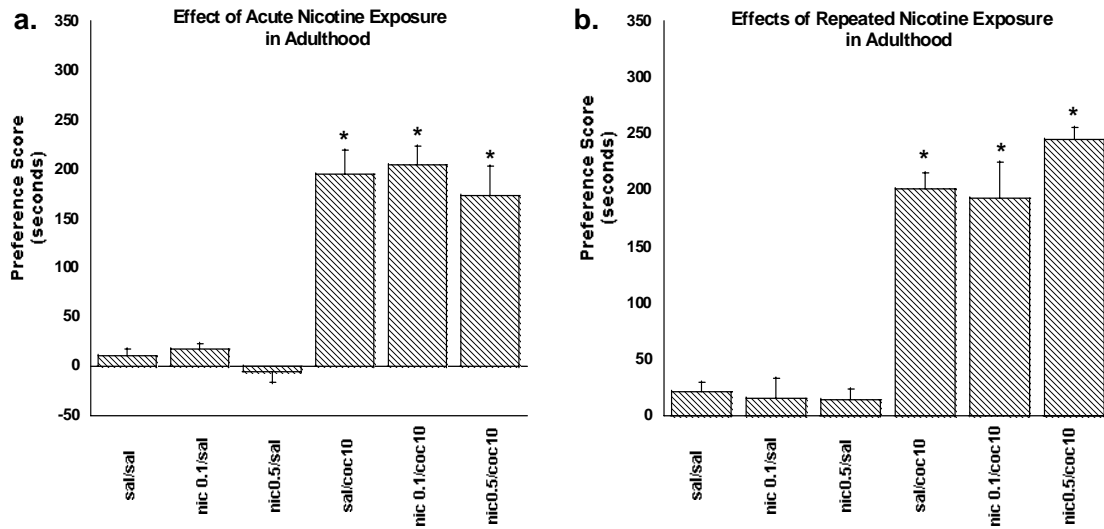 a.
Effect of Acute Nicotine Exposure
in Adulthood
Preference Score
(seconds)
350
300
250
200
150
100
50
0
-50
*
*
*
sal/sal
nic 0.1/sal
nic0.5/sal
sal/coc10
nic 0.1/coc10
nic0.5/coc10
b.
Effects of Repeated Nicotine Exposure
in Adulthood
Preference Score
(seconds)
350
300
250
200
150
100
50
0
*
*
*
sal/sal
nic 0.1/sal
nic0.5/sal
sal/coc10
nic 0.1/coc10
nic0.5/coc10